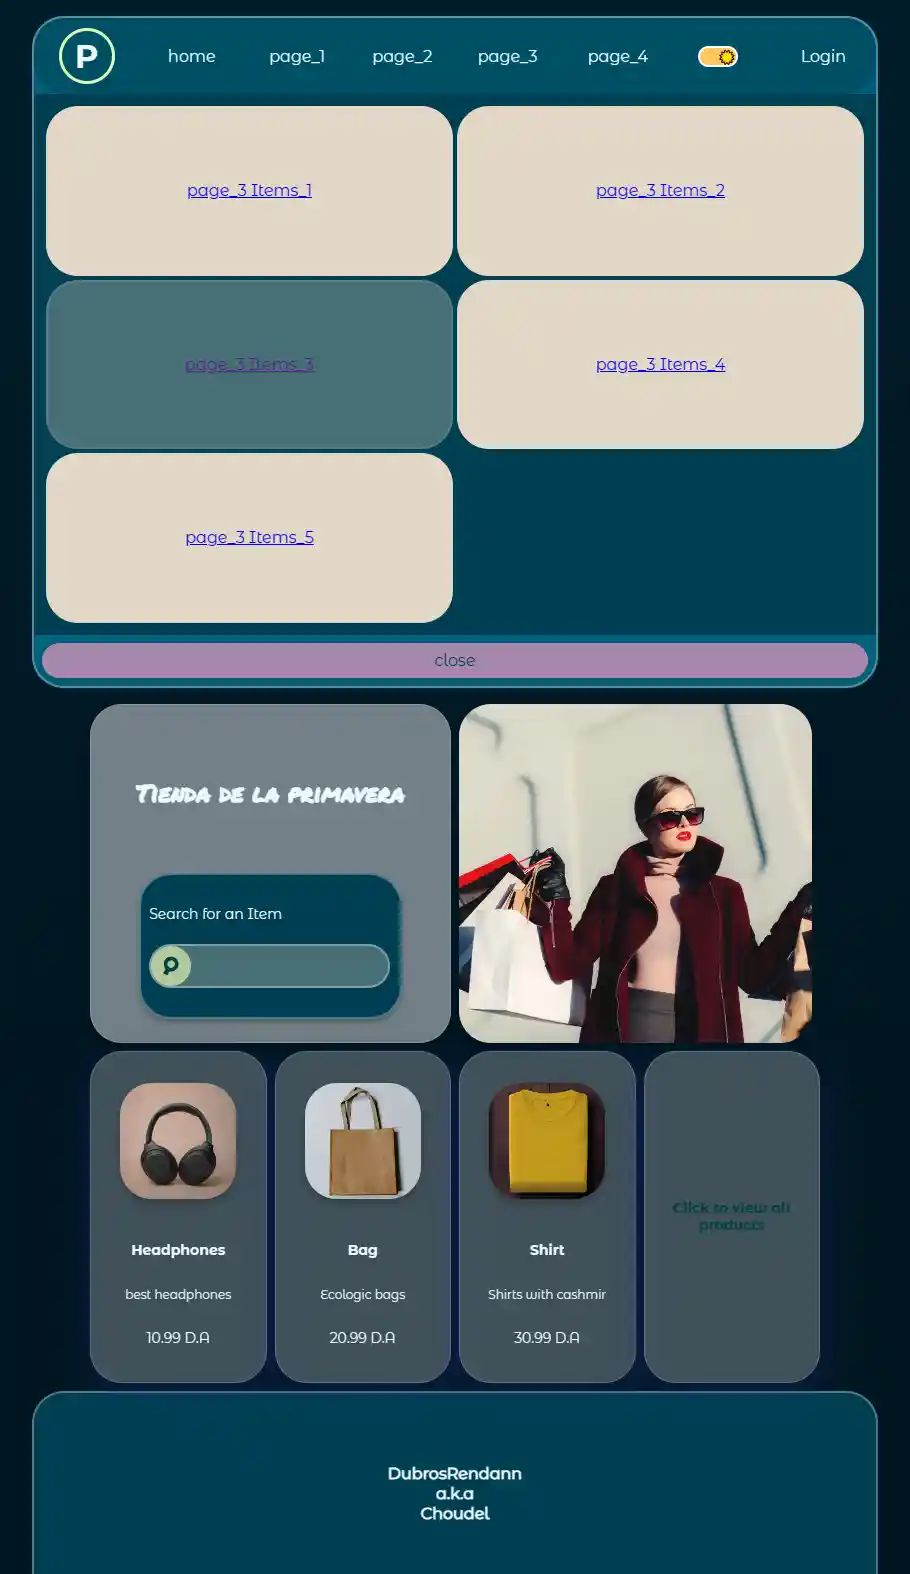 P
home page_1 page_2 page_3 page_4 Login
page_3 Items_1
page_3 Items_2
page_3 Items_3
page_3 Items_4
page_3 Items_5
close
Tienda de la primavera
Search for an Item
Headphones
best headphones
10.99 D.A
Bag
Ecologic bags
20.99 D.A
Shirt
Shirts with cashmir
30.99 D.A
Click to view all
products
DubrosRendann
a.k.a
Choudel